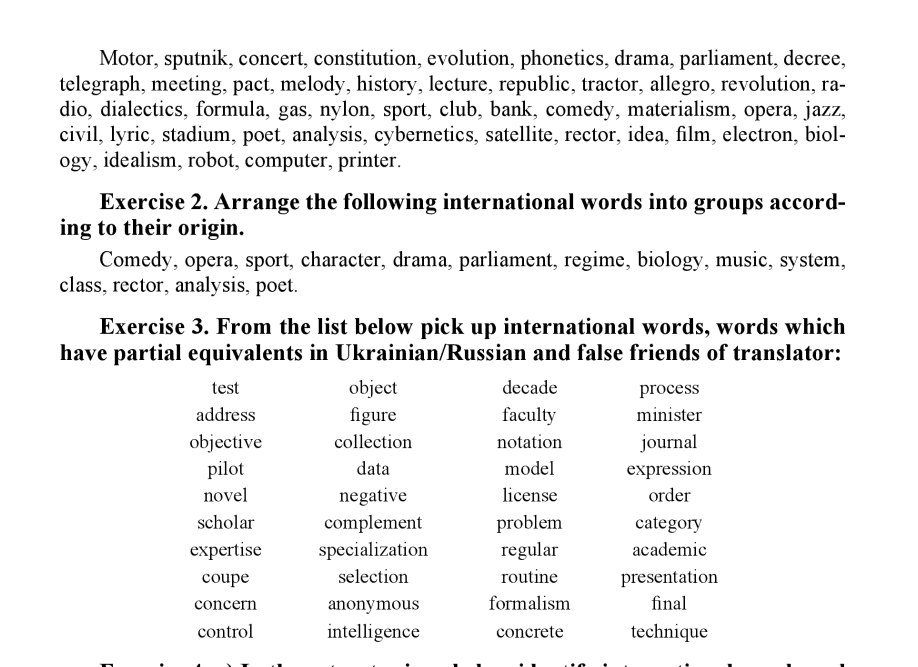 Motor, sputnik, concert, constitution, evolution, phonetics, drama, parliament, decree,
telegraph, meeting, pact, melody, history, lecture, republic, tractor, allegro, revolution, ra-
dio, dialectics, formula, gas, nylon, sport, club, bank, comedy, materialism, opera, jazz,
civil, lyric, stadium, poet, analysis, cybernetics, satellite, rector, idea, film, electron, biol-
ogy, idealism, robot, computer, printer.
Exercise 2. Arrange the following international words into groups accord-
ing to their origin.
Comedy, opera, sport, character, drama, parliament, regime, biology, music, system,
class, rector, analysis, poet.
Exercise 3. From the list below pick up international words, words which
have partial equivalents in Ukrainian/Russian and false friends of translator:
test object decade process
address figure faculty minister
objective collection notation journal
pilot data model expression
novel negative license order
scholar complement problem category
expertise specialization regular academic
coupe selection routine presentation
concern anonymous formalism final
control intelligence concrete technique